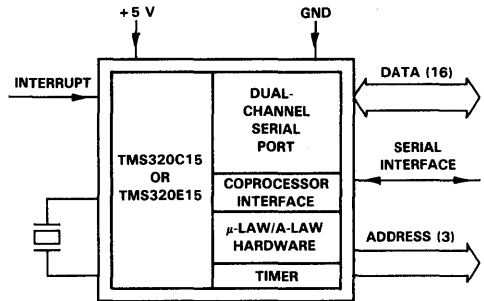 +5 V
GND
INTERRUPT
DATA (16)
DUAL-
CHANNEL
SERIAL
PORT
TMS320C15
OR
TMS320E15
SERIAL
INTERFACE
COPROCESSOR
INTERFACE
μ-LAW/A-LAW
HARDWARE
ADDRESS (3)
TIMER